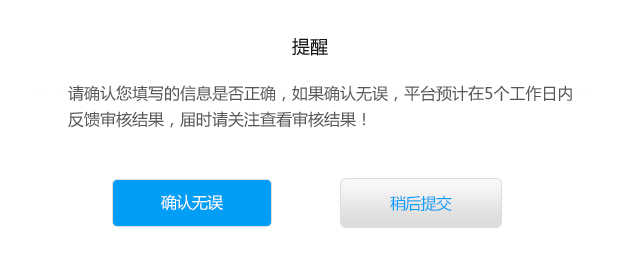 提醒
请确认您填写的信息是否正确，如果确认无误，平台预计在5个工作日内
反馈审核结果，届时请关注查看审核结果！
确认无误
稍后提交